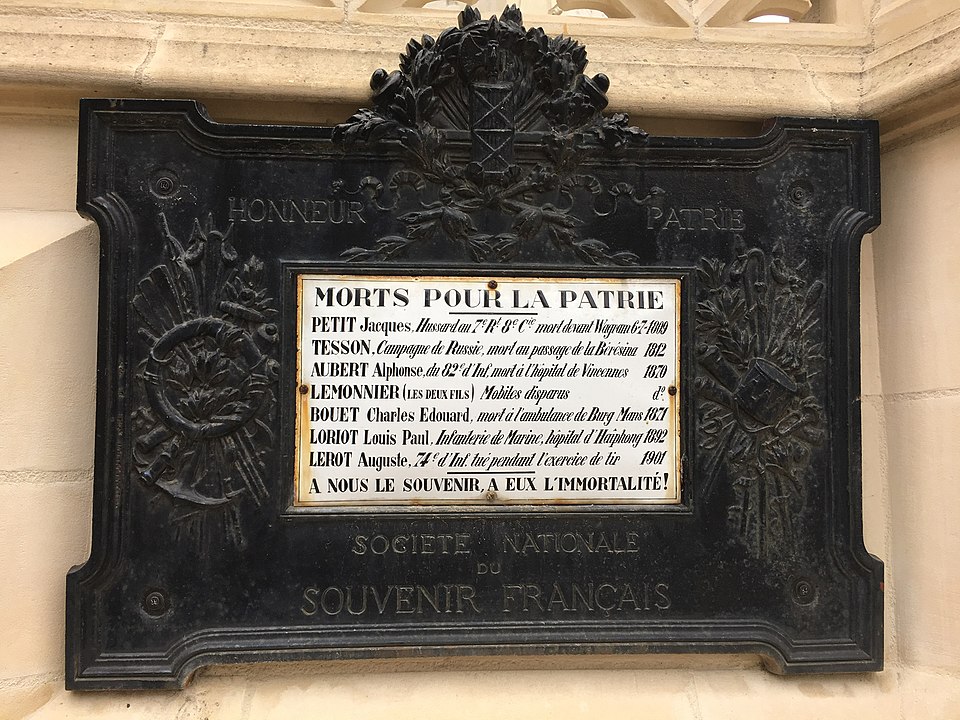 HONNEUR PATRIE
MORTS POUR LA PATRIE
PETIT Jacques, Hussard au 7e Rt 8e Cie mort devant Wagram 6-7-1809
TESSON, Campagne de Russie, mort au passage de la Bérésina 1812
AUBERT Alphonse, du 82e d'Inf. mort à l'hôpital de Vincennes 1870
LEMONNIER (LES DEUX FILS) Mobiles disparus do.
BOUET Charles Edouard, mort à l'ambulance de Burg Mans 1871
LORIOT Louis Paul, Infanterie de Marine, hôpital d'Haïphong 1892
LEROT Auguste, 74e d'Inf. tué pendant l'exercice de tir 1901
A NOUS LE SOUVENIR, A EUX L'IMMORTALITÉ!
SOCIETE NATIONALE
DU
SOUVENIR FRANÇAIS